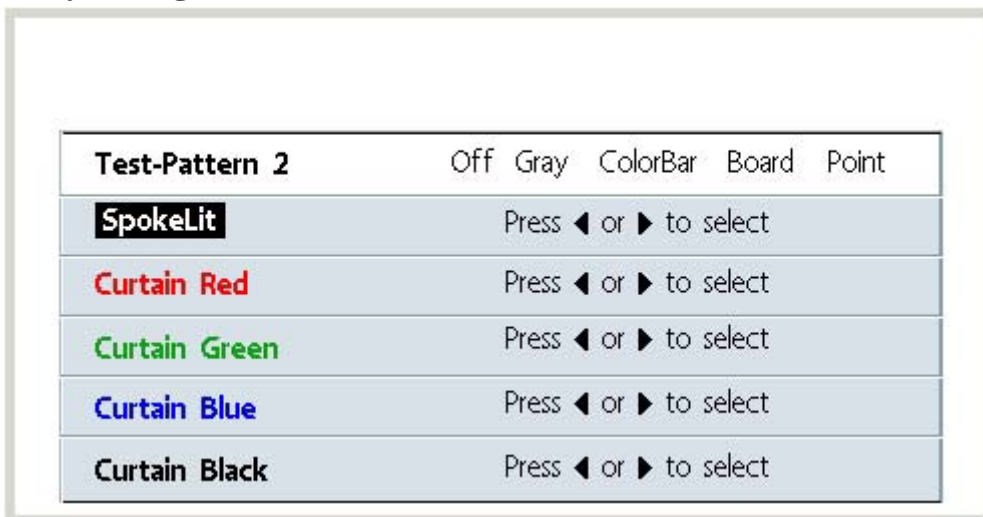 Test-Pattern 2 Off Gray ColorBar Board Point
SpokeLit Press ◀ or ▶ to select
Curtain Red Press ◀ or ▶ to select
Curtain Green Press ◀ or ▶ to select
Curtain Blue Press ◀ or ▶ to select
Curtain Black Press ◀ or ▶ to select